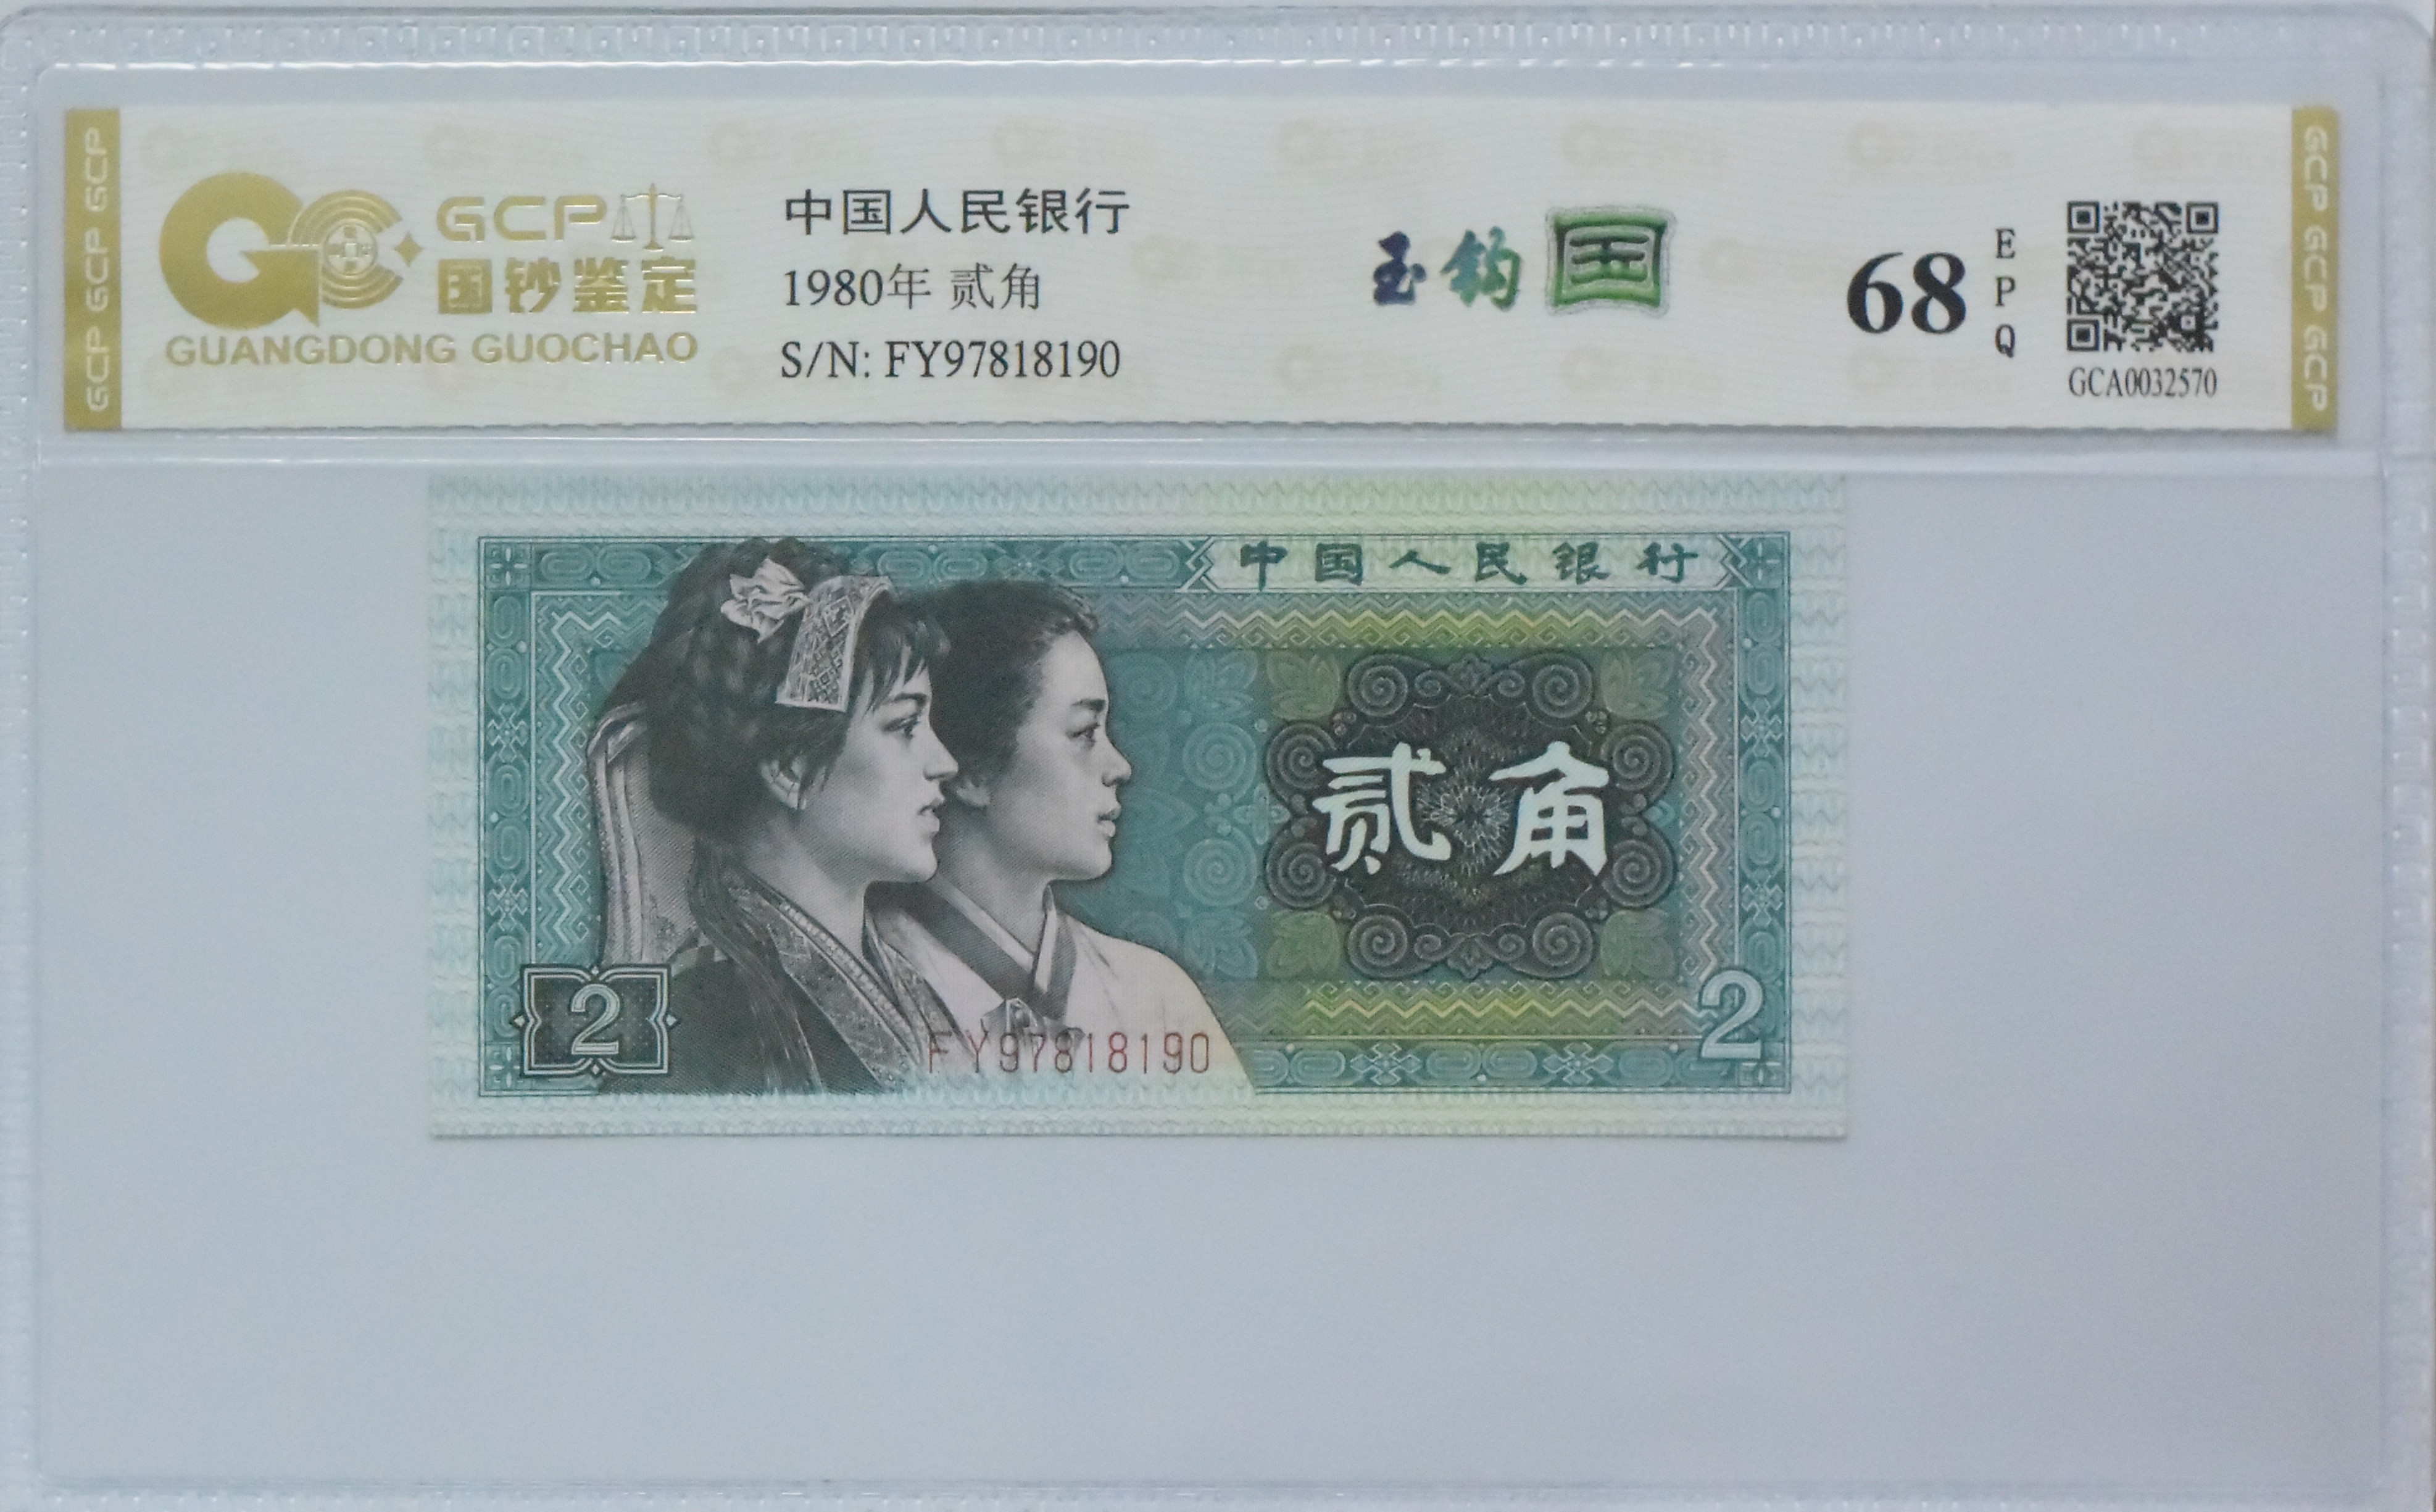 GCP GCP GCP
GCP
国钞鉴定
GUANGDONG GUOCHAO
中国人民银行
1980年 贰角
S/N: FY97818190
玉钩国
68
E
P
Q
GCA0032570
GCP GCP GCP
中国人民银行
贰角
2
FY97818190
2